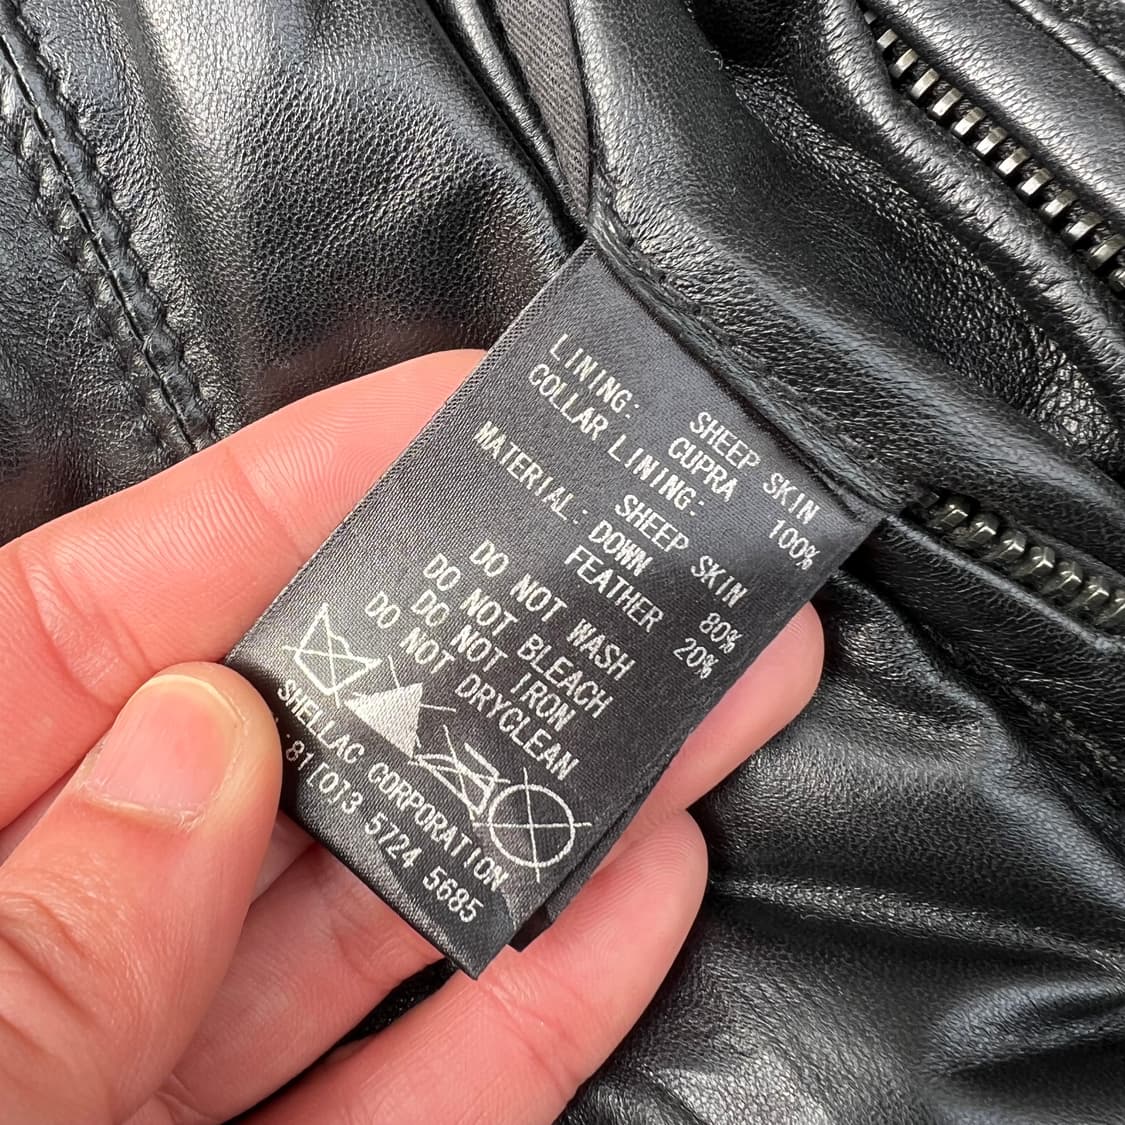 SHEEP SKIN
LINING: CUPRA 100%
COLLAR LINING:
SHEEP SKIN
MATERIAL: DOWN 80%
FEATHER 20%
DO NOT WASH
DO NOT BLEACH
DO NOT IRON
DO NOT DRYCLEAN
SHELLAC CORPORATION
81[0]3 5724 5685